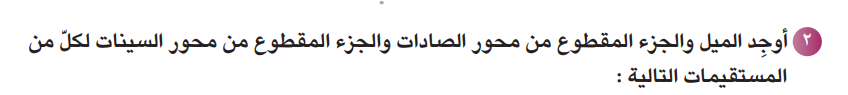 ٢ أوجِد الميل والجزء المقطوع من محور الصادات والجزء المقطوع من محور السينات لكلّ من
المستقيمات التالية :